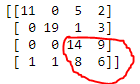 [[11 0 5 2]
[ 0 19 1 3]
[ 0 0 14 9]
[ 1 1 8 6]]